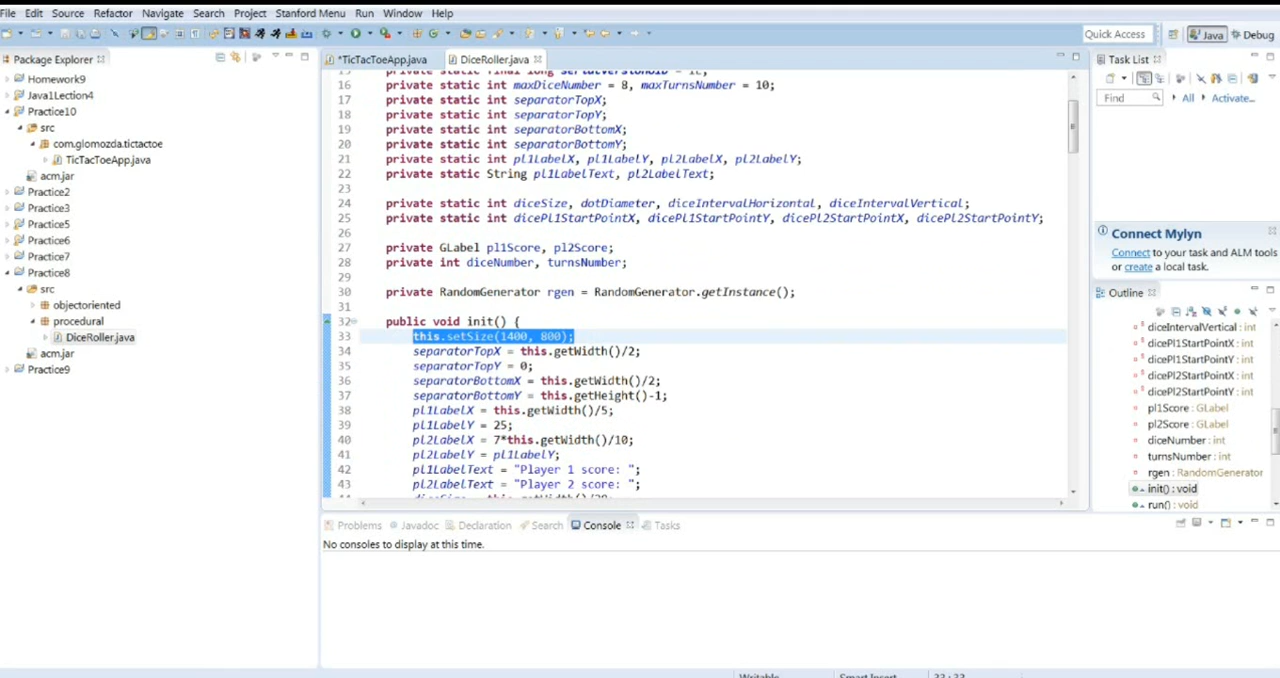 File Edit Source Refactor Navigate Search Project Stanford Menu Run Window Help
Quick Access Java Debug
Package Explorer
Homework9
Java1Lection4
Practice10
src
com.glomozda.tictactoe
TicTacToeApp.java
acm.jar
Practice2
Practice3
Practice5
Practice6
Practice7
Practice8
src
objectoriented
procedural
DiceRoller.java
acm.jar
Practice9
*TicTacToeApp.java DiceRoller.java
16 private static int maxDiceNumber = 8, maxTurnsNumber = 10;
17 private static int separatorTopX;
18 private static int separatorTopY;
19 private static int separatorBottomX;
20 private static int separatorBottomY;
21 private static int pl1LabelX, pl1LabelY, pl2LabelX, pl2LabelY;
22 private static String pl1LabelText, pl2LabelText;
23
24 private static int diceSize, dotDiameter, diceIntervalHorizontal, diceIntervalVertical;
25 private static int dicePl1StartPointX, dicePl1StartPointY, dicePl2StartPointX, dicePl2StartPointY;
26
27 private GLabel pl1Score, pl2Score;
28 private int diceNumber, turnsNumber;
29
30 private RandomGenerator rgen = RandomGenerator.getInstance();
31
32 public void init() {
33 this.setSize(1400, 800);
34 separatorTopX = this.getWidth()/2;
35 separatorTopY = 0;
36 separatorBottomX = this.getWidth()/2;
37 separatorBottomY = this.getHeight()-1;
38 pl1LabelX = this.getWidth()/5;
39 pl1LabelY = 25;
40 pl2LabelX = 7*this.getWidth()/10;
41 pl2LabelY = pl1LabelY;
42 pl1LabelText = "Player 1 score: ";
43 pl2LabelText = "Player 2 score: ";
Problems Javadoc Declaration Search Console Tasks
No consoles to display at this time.
Task List
Find All Activate...
Connect Mylyn
Connect to your task and ALM tools
or create a local task.
Outline
diceIntervalVertical : int
dicePl1StartPointX : int
dicePl1StartPointY : int
dicePl2StartPointX : int
dicePl2StartPointY : int
pl1Score : GLabel
pl2Score : GLabel
diceNumber : int
turnsNumber : int
rgen : RandomGenerator
init() : void
run() : void
Writable Smart Insert 33 : 33